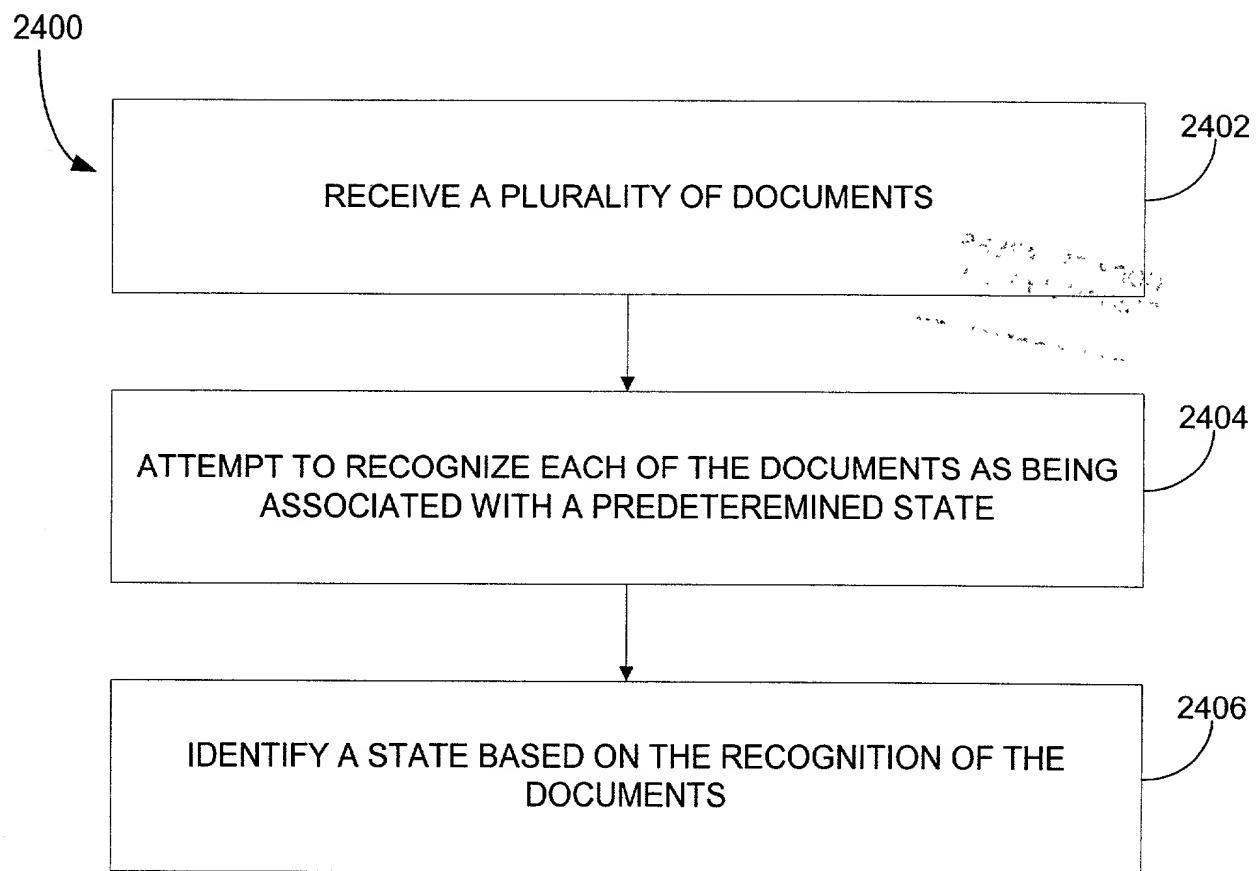 2400
2402
RECEIVE A PLURALITY OF DOCUMENTS
2404
ATTEMPT TO RECOGNIZE EACH OF THE DOCUMENTS AS BEING
ASSOCIATED WITH A PREDETEREMINED STATE
2406
IDENTIFY A STATE BASED ON THE RECOGNITION OF THE
DOCUMENTS